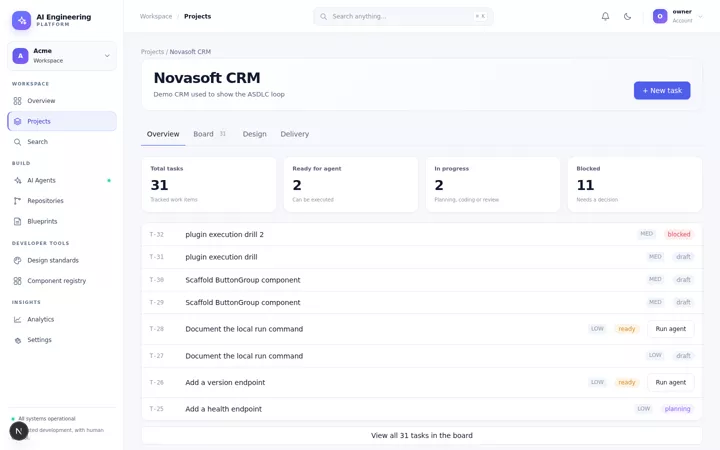 AI Engineering
PLATFORM
Workspace
Projects
Search anything...
⌘ K
O
owner
Account
A
Acme
Workspace
WORKSPACE
Overview
Projects
Search
BUILD
AI Agents
Repositories
Blueprints
DEVELOPER TOOLS
Design standards
Component registry
INSIGHTS
Analytics
Settings
All systems operational
N
ted development, with human
Projects / Novasoft CRM
Novasoft CRM
Demo CRM used to show the ASDLC loop
+ New task
Overview
Board 31
Design
Delivery
Total tasks
31
Tracked work items
Ready for agent
2
Can be executed
In progress
2
Planning, coding or review
Blocked
11
Needs a decision
T-32 plugin execution drill 2 MED blocked
T-31 plugin execution drill MED draft
T-30 Scaffold ButtonGroup component MED draft
T-29 Scaffold ButtonGroup component MED draft
T-28 Document the local run command LOW ready Run agent
T-27 Document the local run command LOW draft
T-26 Add a version endpoint LOW ready Run agent
T-25 Add a health endpoint LOW planning
View all 31 tasks in the board